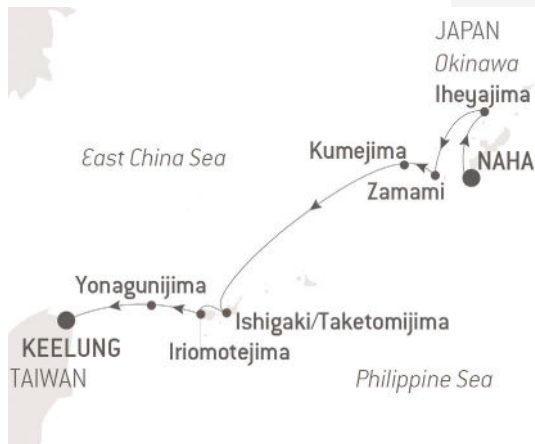 JAPAN
Okinawa
Iheyajima
East China Sea
Kumejima
NAHA
Zamami
Yonagunijima
Ishigaki/Taketomijima
KEELUNG
Iriomotejima
TAIWAN
Philippine Sea